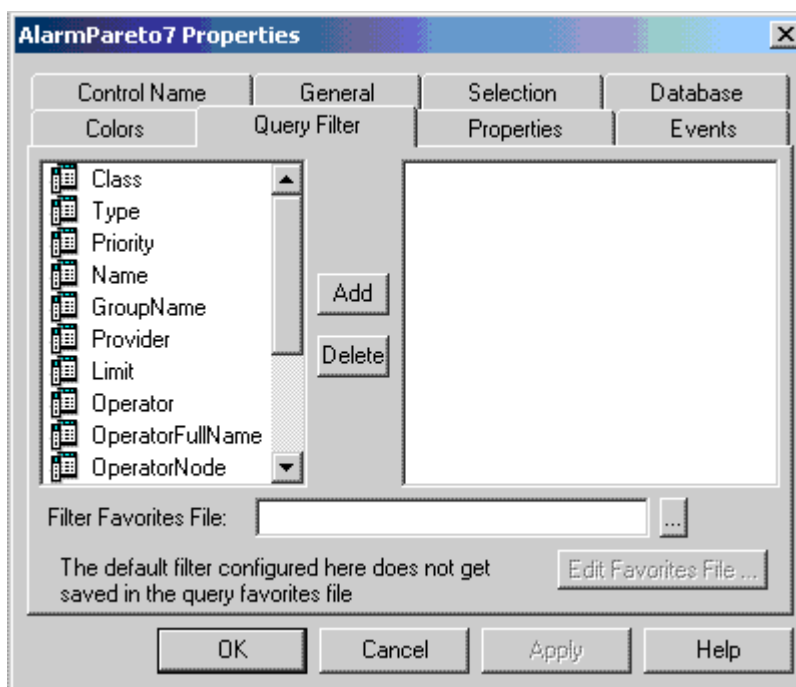 AlarmPareto7 Properties
Control Name
General
Selection
Database
Colors
Query Filter
Properties
Events
Class
Type
Priority
Name
GroupName
Provider
Limit
Operator
OperatorFullName
OperatorNode
Add
Delete
Filter Favorites File:
...
The default filter configured here does not get
saved in the query favorites file
Edit Favorites File ...
OK
Cancel
Apply
Help